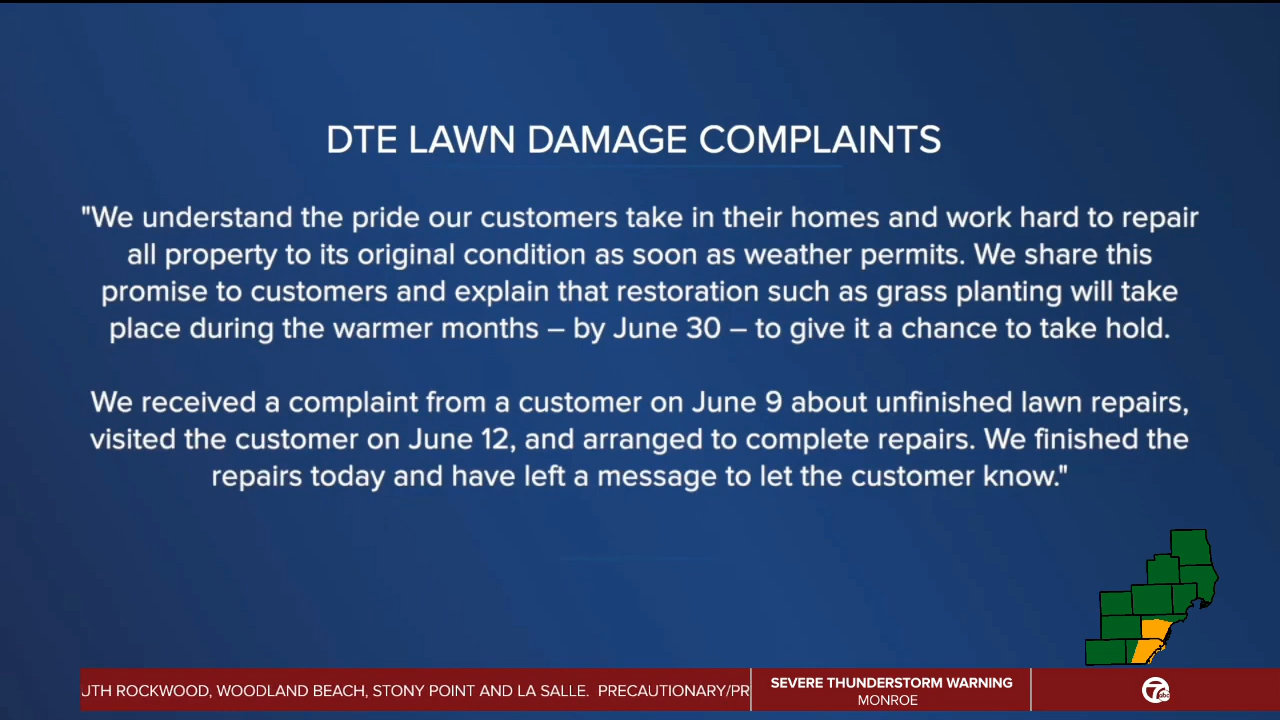 DTE LAWN DAMAGE COMPLAINTS
"We understand the pride our customers take in their homes and work hard to repair
all property to its original condition as soon as weather permits. We share this
promise to customers and explain that restoration such as grass planting will take
place during the warmer months – by June 30 – to give it a chance to take hold.
We received a complaint from a customer on June 9 about unfinished lawn repairs,
visited the customer on June 12, and arranged to complete repairs. We finished the
repairs today and have left a message to let the customer know."
UTH ROCKWOOD, WOODLAND BEACH, STONY POINT AND LA SALLE.  PRECAUTIONARY/PR
SEVERE THUNDERSTORM WARNING
MONROE
7 abc